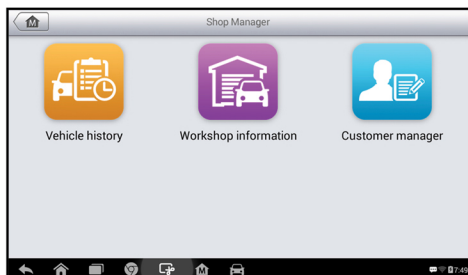 Shop Manager
Vehicle history
Workshop information
Customer manager
7:49